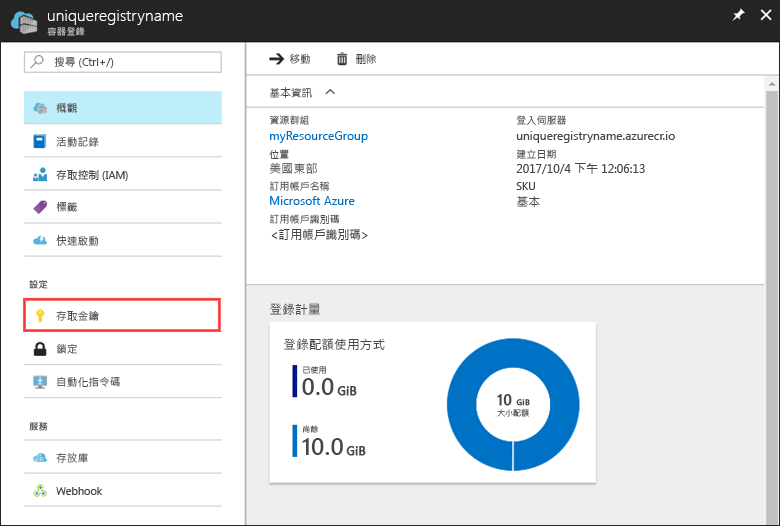 uniqueregistryname
容器登錄
搜尋 (Ctrl+/)
概觀
活動記錄
存取控制 (IAM)
標籤
快速啟動
設定
存取金鑰
鎖定
自動化指令碼
服務
存放庫
Webhook
移動 刪除
基本資訊
資源群組
myResourceGroup
位置
美國東部
訂用帳戶名稱
Microsoft Azure
訂用帳戶識別碼
<訂用帳戶識別碼>
登入伺服器
uniqueregistryname.azurecr.io
建立日期
2017/10/4 下午 12:06:13
SKU
基本
登錄計量
登錄配額使用方式
已使用
0.0 GiB
尚餘
10.0 GiB
10 GiB
大小配額